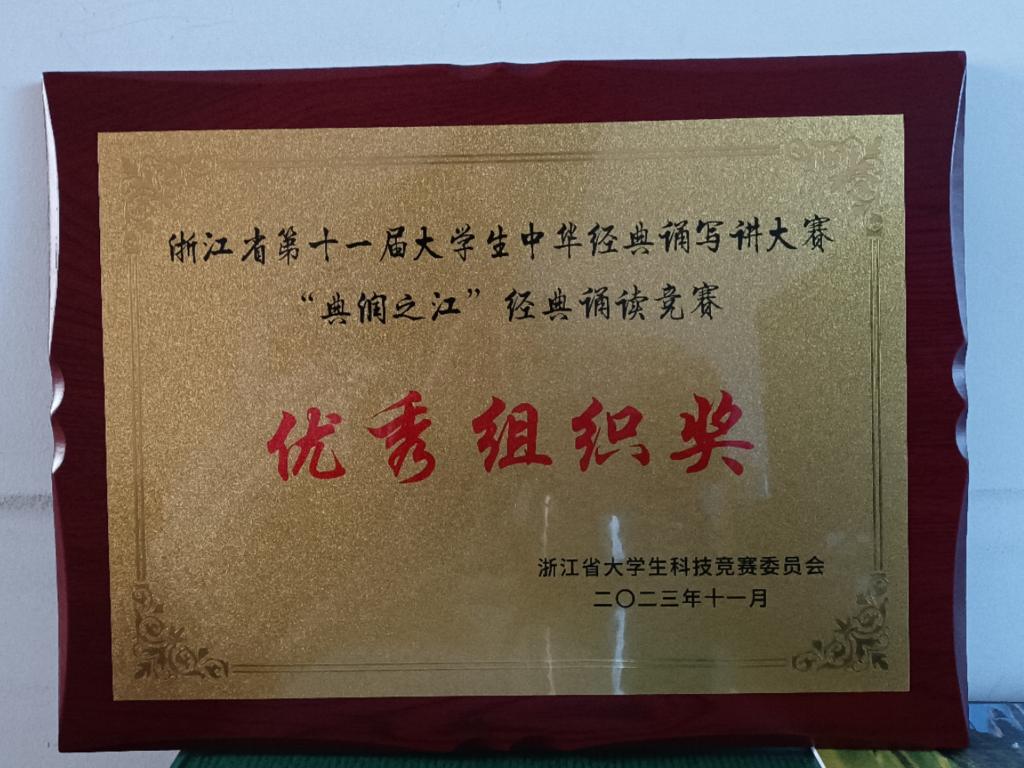 浙江省第十一届大学生中华经典诵写讲大赛
“典润之江”经典诵读竞赛
优秀组织奖
浙江省大学生科技竞赛委员会
二〇二三年十一月